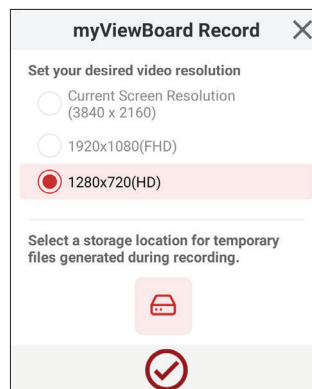 myViewBoard Record
Set your desired video resolution
Current Screen Resolution
(3840 x 2160)
1920x1080(FHD)
1280x720(HD)
Select a storage location for temporary
files generated during recording.